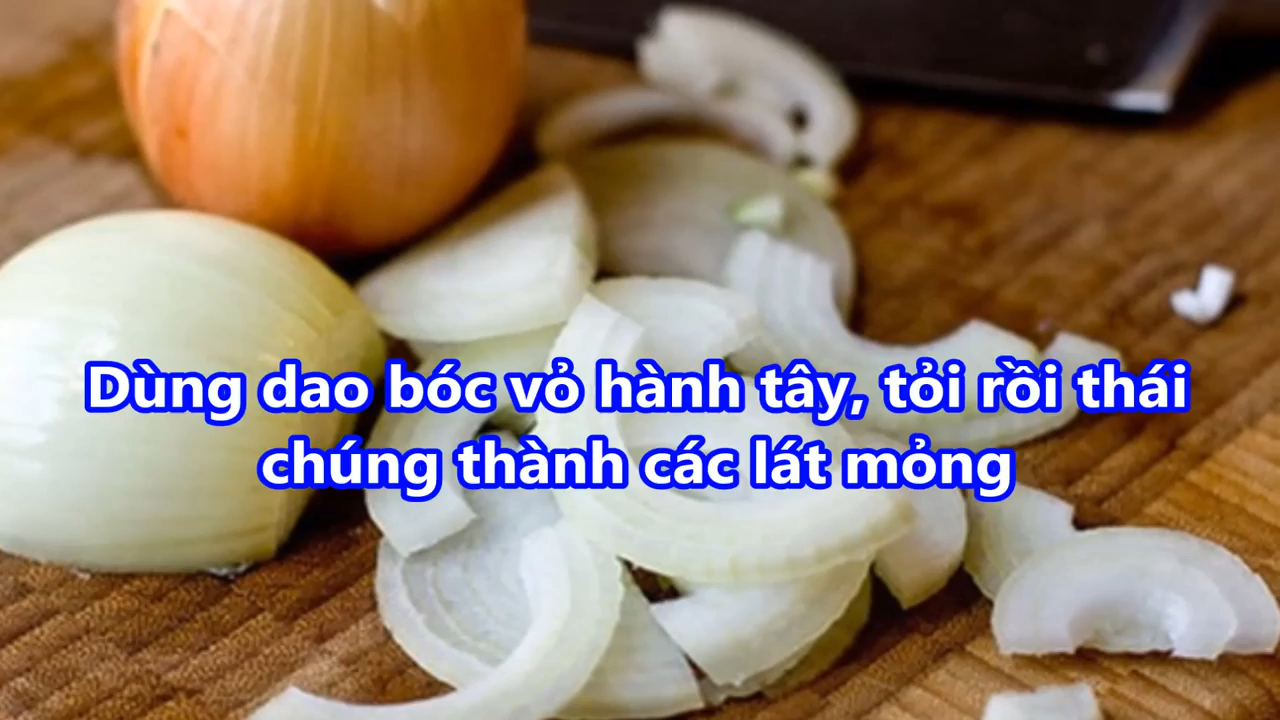 Dùng dao bóc vỏ hành tây, tỏi rồi thái
chúng thành các lát mỏng